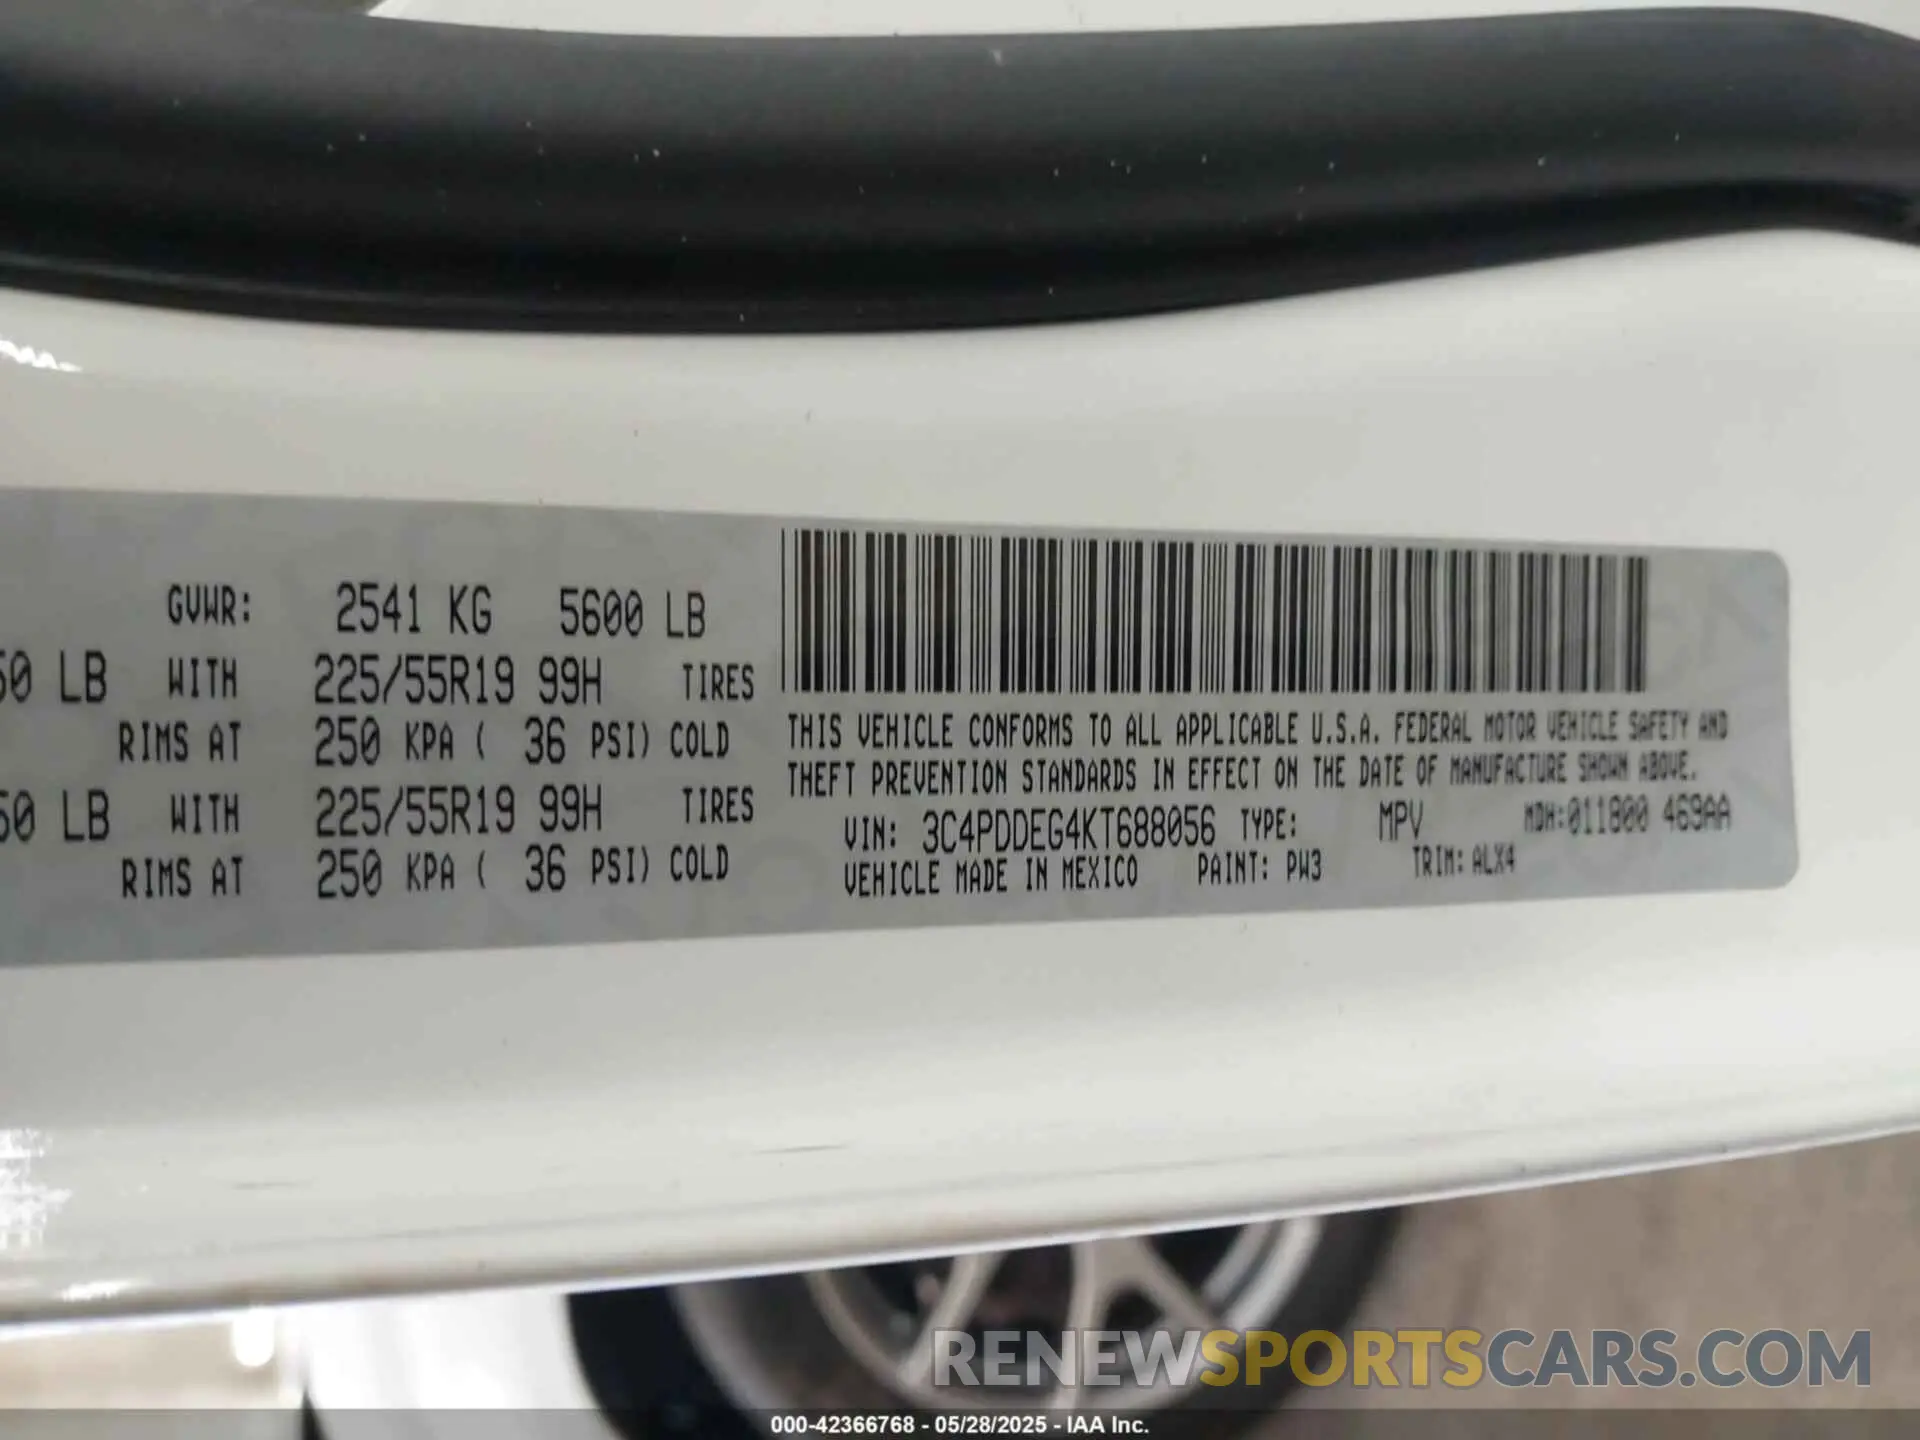 GVWR: 2541 KG 5600 LB
50 LB WITH 225/55R19 99H TIRES
RIMS AT 250 KPA ( 36 PSI) COLD
50 LB WITH 225/55R19 99H TIRES
RIMS AT 250 KPA ( 36 PSI) COLD
THIS VEHICLE CONFORMS TO ALL APPLICABLE U.S.A. FEDERAL MOTOR VEHICLE SAFETY AND
THEFT PREVENTION STANDARDS IN EFFECT ON THE DATE OF MANUFACTURE SHOWN ABOVE.
VIN: 3C4PDDEG4KT688056 TYPE: MPV MDH:011800 469AA
VEHICLE MADE IN MEXICO PAINT: PW3 TRIM: ALX4
RENEWSPORTSCARS.COM
000-42366768 - 05/28/2025 - IAA Inc.